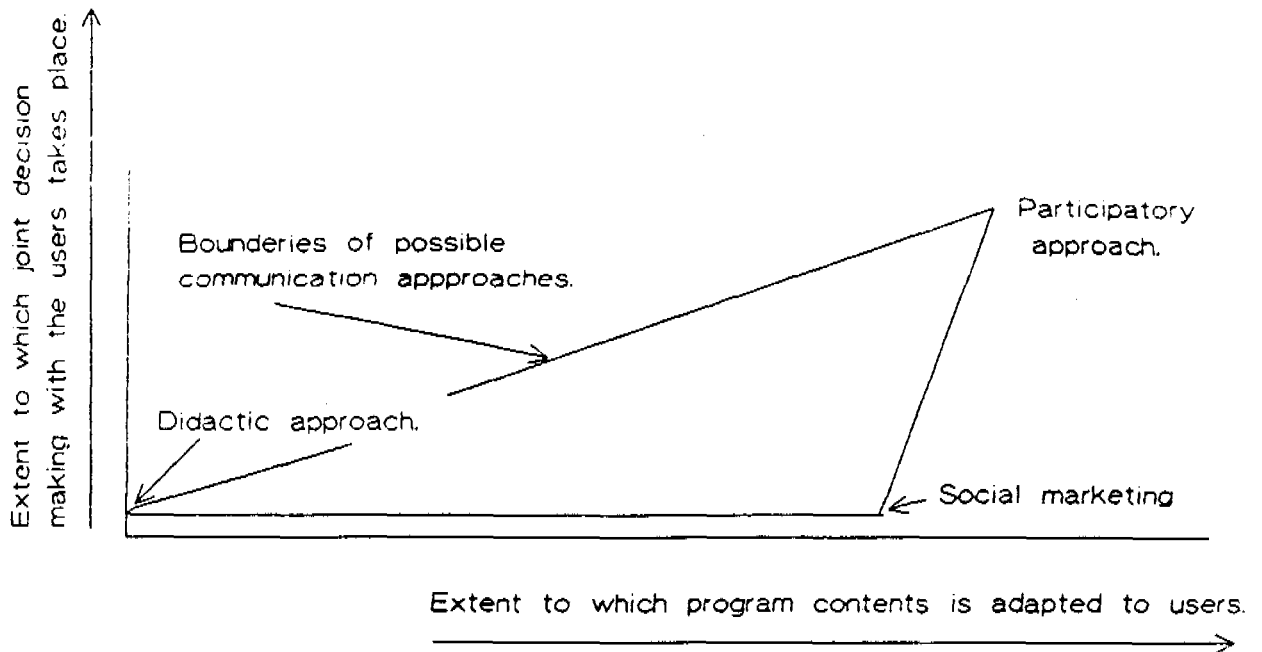 Extent to which joint decision
making with the users takes place.
Bounderies of possible
communication appproaches.
Participatory
approach.
Didactic approach.
Social marketing
Extent to which program contents is adapted to users.